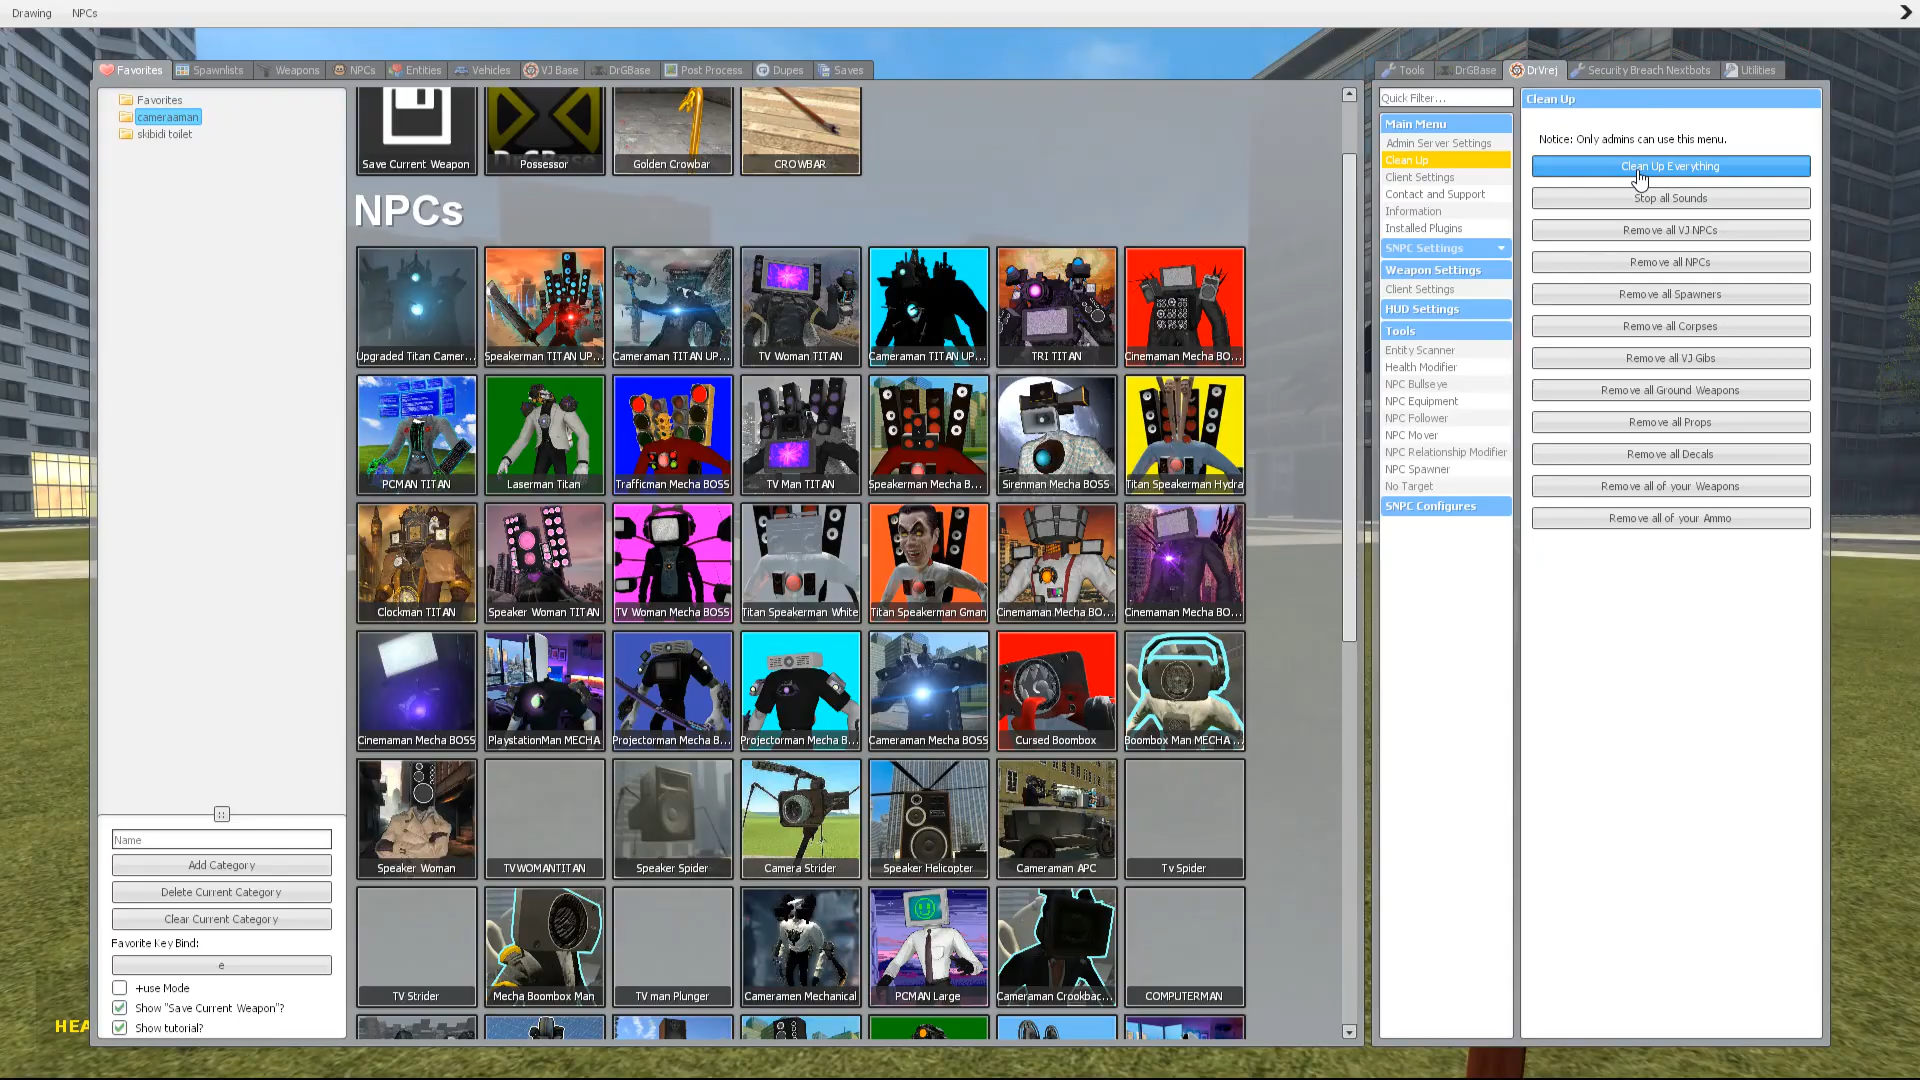 Drawing NPCs
Favorites Spawnlists Weapons NPCs Entities Vehicles VJ Base DrGBase Post Process Dupes Saves
Tools DrGBase DrVrej Security Breach Nextbots Utilities
Favorites
cameraaman
skibidi toilet
Name
Add Category
Delete Current Category
Clear Current Category
Favorite Key Bind:
e
+use Mode
Show "Save Current Weapon"?
Show tutorial?
HEA
Save Current Weapon Possessor Golden Crowbar CROWBAR
NPCs
Upgraded Titan Camer... Speakerman TITAN UP... Cameraman TITAN UP... TV Woman TITAN Cameraman TITAN UP... TRI TITAN Cinemaman Mecha BO...
PCMAN TITAN Laserman Titan Trafficman Mecha BOSS TV Man TITAN Speakerman Mecha B... Sirenman Mecha BOSS Titan Speakerman Hydra
Clockman TITAN Speaker Woman TITAN TV Woman Mecha BOSS Titan Speakerman White Titan Speakerman Gman Cinemaman Mecha BO... Cinemaman Mecha BO...
Cinemaman Mecha BOSS PlaystationMan MECHA Projectorman Mecha B... Projectorman Mecha B... Cameraman Mecha BOSS Cursed Boombox Boombox Man MECHA ...
Speaker Woman TVWOMANTITAN Speaker Spider Camera Strider Speaker Helicopter Cameraman APC Tv Spider
TV Strider Mecha Boombox Man TV man Plunger Cameramen Mechanical PCMAN Large Cameraman Crookbac... COMPUTERMAN
Quick Filter...
Main Menu
Admin Server Settings
Clean Up
Client Settings
Contact and Support
Information
Installed Plugins
SNPC Settings
Weapon Settings
Client Settings
HUD Settings
Tools
Entity Scanner
Health Modifier
NPC Bullseye
NPC Equipment
NPC Follower
NPC Mover
NPC Relationship Modifier
NPC Spawner
No Target
SNPC Configures
Clean Up
Notice: Only admins can use this menu.
Clean Up Everything
Stop all Sounds
Remove all VJ NPCs
Remove all NPCs
Remove all Spawners
Remove all Corpses
Remove all VJ Gibs
Remove all Ground Weapons
Remove all Props
Remove all Decals
Remove all of your Weapons
Remove all of your Ammo